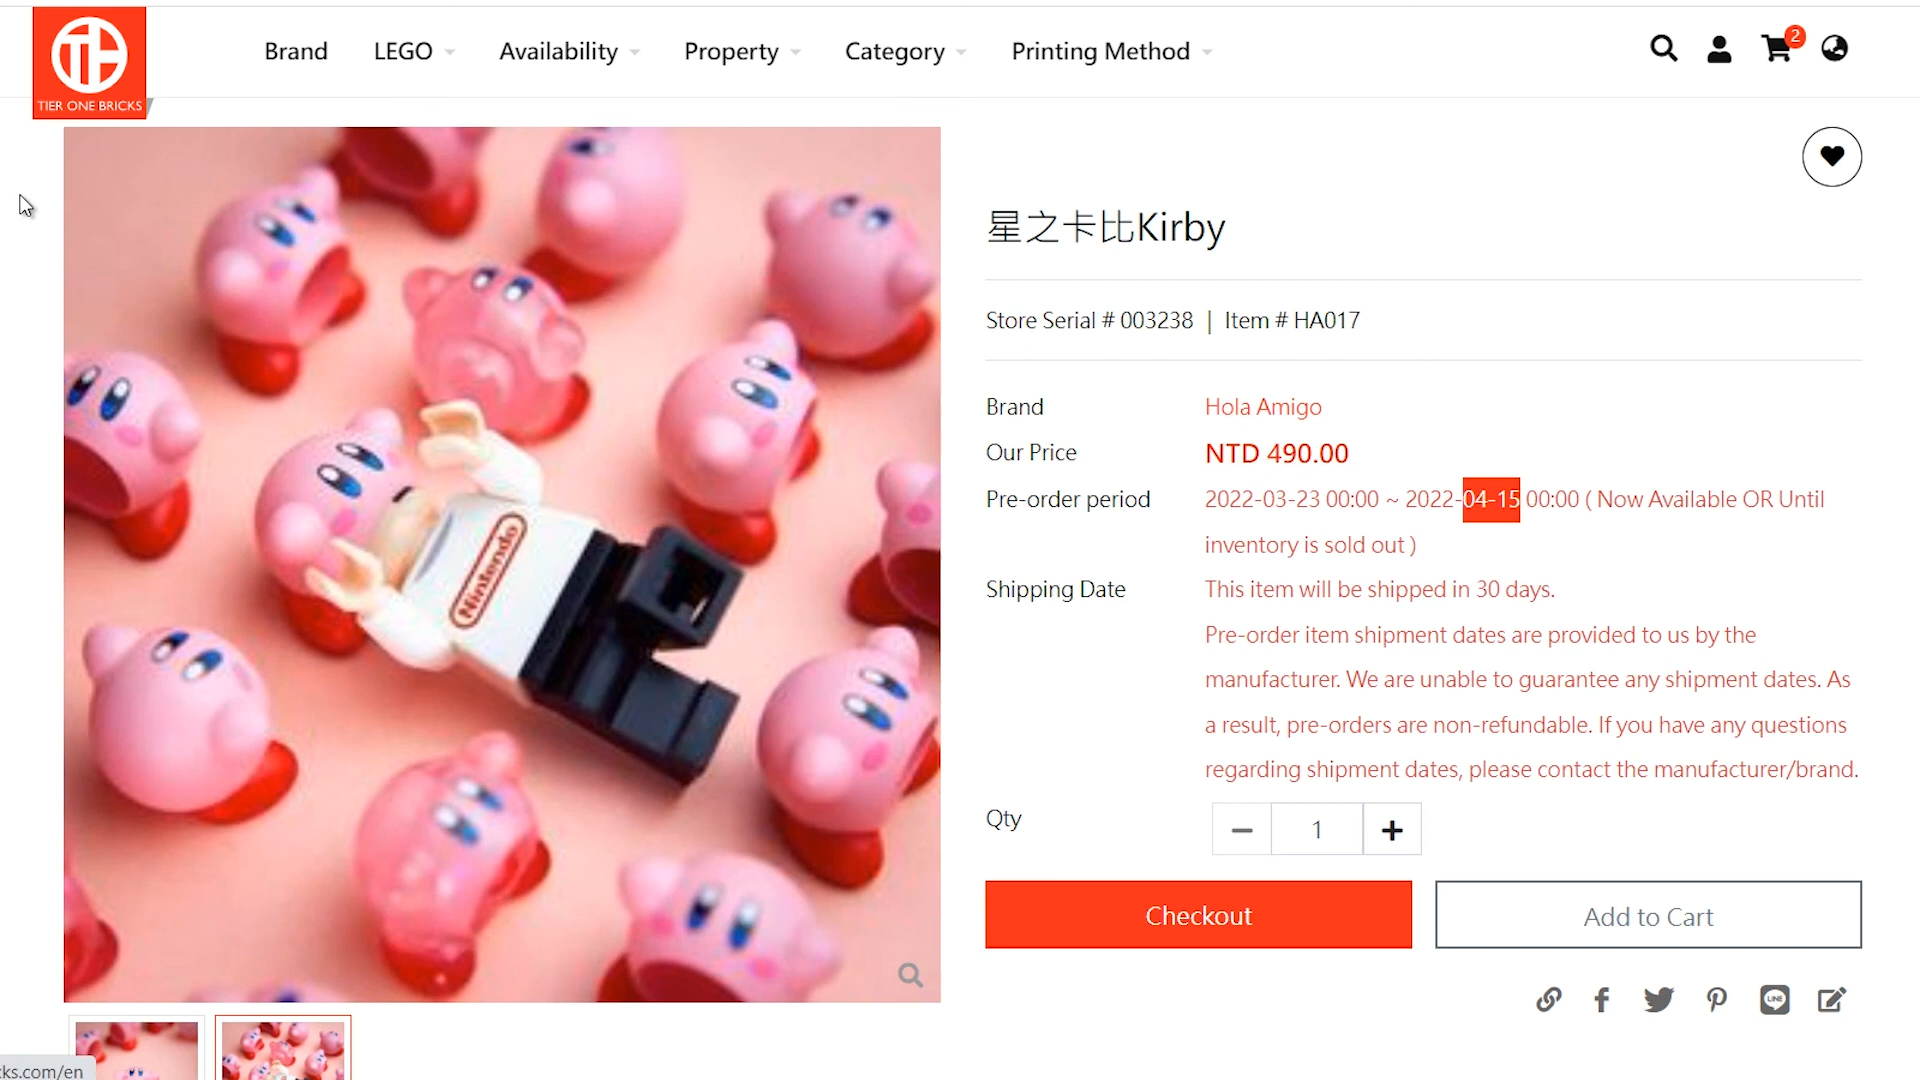 TIER ONE BRICKS
Brand LEGO Availability Property Category Printing Method
2
星之卡比Kirby
Store Serial # 003238 | Item # HA017
Brand Hola Amigo
Our Price NTD 490.00
Pre-order period 2022-03-23 00:00 ~ 2022-04-15 00:00 ( Now Available OR Until
inventory is sold out )
Shipping Date This item will be shipped in 30 days.
Pre-order item shipment dates are provided to us by the
manufacturer. We are unable to guarantee any shipment dates. As
a result, pre-orders are non-refundable. If you have any questions
regarding shipment dates, please contact the manufacturer/brand.
Qty 1
Checkout Add to Cart
Nintendo
LINE
cks.com/en